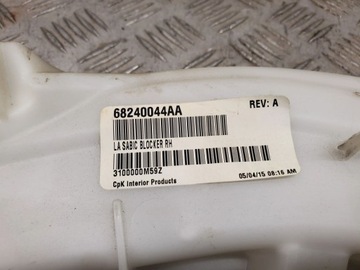 68240044AA REV: A
LA SABIC BLOCKER RH
3100000M59Z
CpK Interior Products 05/04/15 08:16 AM